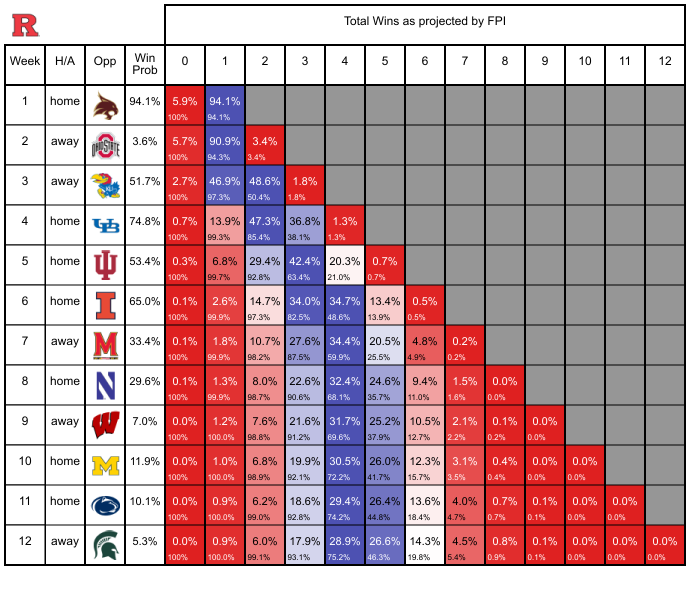 R
Total Wins as projected by FPI
Week H/A Opp Win Prob 0 1 2 3 4 5 6 7 8 9 10 11 12
1 home 94.1% 5.9% 94.1%
100% 94.1%
2 away OHIO STATE 3.6% 5.7% 90.9% 3.4%
100% 94.3% 3.4%
3 away KU 51.7% 2.7% 46.9% 48.6% 1.8%
100% 97.3% 50.4% 1.8%
4 home UB 74.8% 0.7% 13.9% 47.3% 36.8% 1.3%
100% 99.3% 85.4% 38.1% 1.3%
5 home IU 53.4% 0.3% 6.8% 29.4% 42.4% 20.3% 0.7%
100% 99.7% 92.8% 63.4% 21.0% 0.7%
6 home I 65.0% 0.1% 2.6% 14.7% 34.0% 34.7% 13.4% 0.5%
100% 99.9% 97.3% 82.5% 48.6% 13.9% 0.5%
7 away M 33.4% 0.1% 1.8% 10.7% 27.6% 34.4% 20.5% 4.8% 0.2%
100% 99.9% 98.2% 87.5% 59.9% 25.5% 4.9% 0.2%
8 home N 29.6% 0.1% 1.3% 8.0% 22.6% 32.4% 24.6% 9.4% 1.5% 0.0%
100% 99.9% 98.7% 90.6% 68.1% 35.7% 11.0% 1.6% 0.0%
9 away W 7.0% 0.0% 1.2% 7.6% 21.6% 31.7% 25.2% 10.5% 2.1% 0.1% 0.0%
100% 100.0% 98.8% 91.2% 69.6% 37.9% 12.7% 2.2% 0.2% 0.0%
10 home M 11.9% 0.0% 1.0% 6.8% 19.9% 30.5% 26.0% 12.3% 3.1% 0.4% 0.0% 0.0%
100% 100.0% 98.9% 92.1% 72.2% 41.7% 15.7% 3.5% 0.4% 0.0% 0.0%
11 home 10.1% 0.0% 0.9% 6.2% 18.6% 29.4% 26.4% 13.6% 4.0% 0.7% 0.1% 0.0% 0.0%
100% 100.0% 99.0% 92.8% 74.2% 44.8% 18.4% 4.7% 0.7% 0.1% 0.0% 0.0%
12 away 5.3% 0.0% 0.9% 6.0% 17.9% 28.9% 26.6% 14.3% 4.5% 0.8% 0.1% 0.0% 0.0% 0.0%
100% 100.0% 99.1% 93.1% 75.2% 46.3% 19.8% 5.4% 0.9% 0.1% 0.0% 0.0% 0.0%